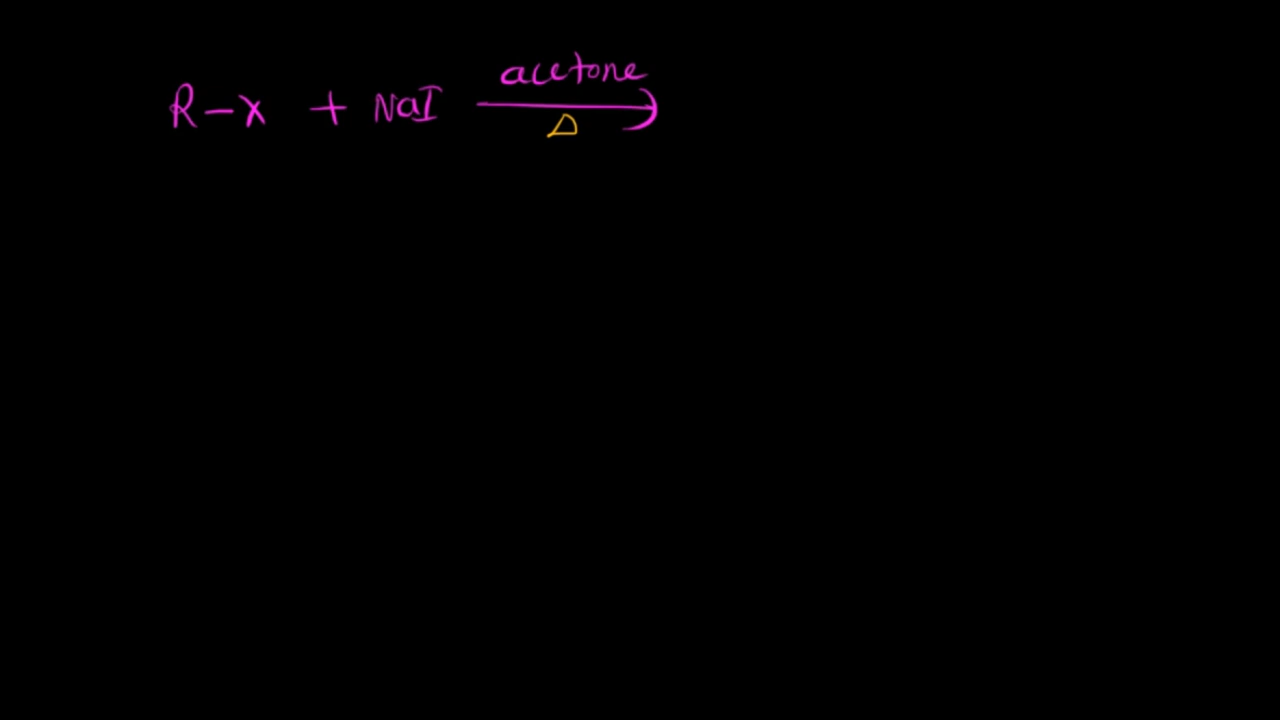 acetone
R-X + NaI ⟶
Δ